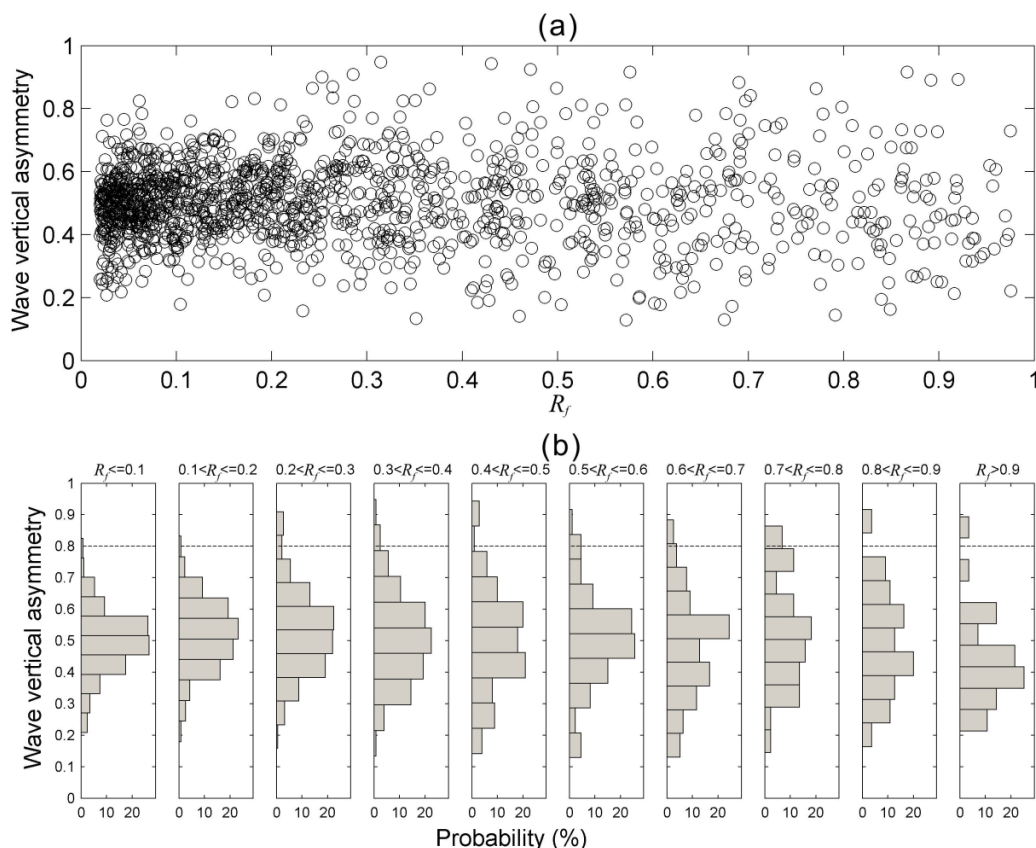 (a)
Wave vertical asymmetry
1
0.8
0.6
0.4
0.2
0
0 0.1 0.2 0.3 0.4 0.5 0.6 0.7 0.8 0.9 1
R_f
(b)
R_f<=0.1 0.1<R_f<=0.2 0.2<R_f<=0.3 0.3<R_f<=0.4 0.4<R_f<=0.5 0.5<R_f<=0.6 0.6<R_f<=0.7 0.7<R_f<=0.8 0.8<R_f<=0.9 R_f>0.9
Wave vertical asymmetry
1
0.9
0.8
0.7
0.6
0.5
0.4
0.3
0.2
0.1
0
0 10 20 0 10 20 0 10 20 0 10 20 0 10 20 0 10 20 0 10 20 0 10 20 0 10 20 0 10 20
Probability (%)